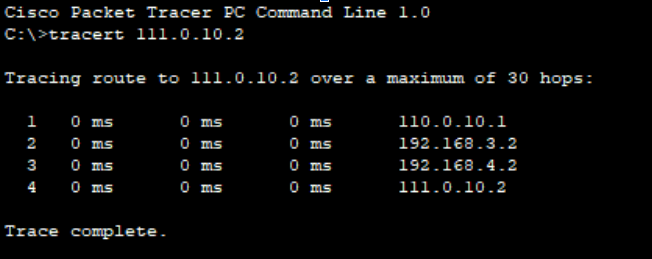 Cisco Packet Tracer PC Command Line 1.0
C:\>tracert 111.0.10.2
Tracing route to 111.0.10.2 over a maximum of 30 hops:
1 0 ms 0 ms 0 ms 110.0.10.1
2 0 ms 0 ms 0 ms 192.168.3.2
3 0 ms 0 ms 0 ms 192.168.4.2
4 0 ms 0 ms 0 ms 111.0.10.2
Trace complete.